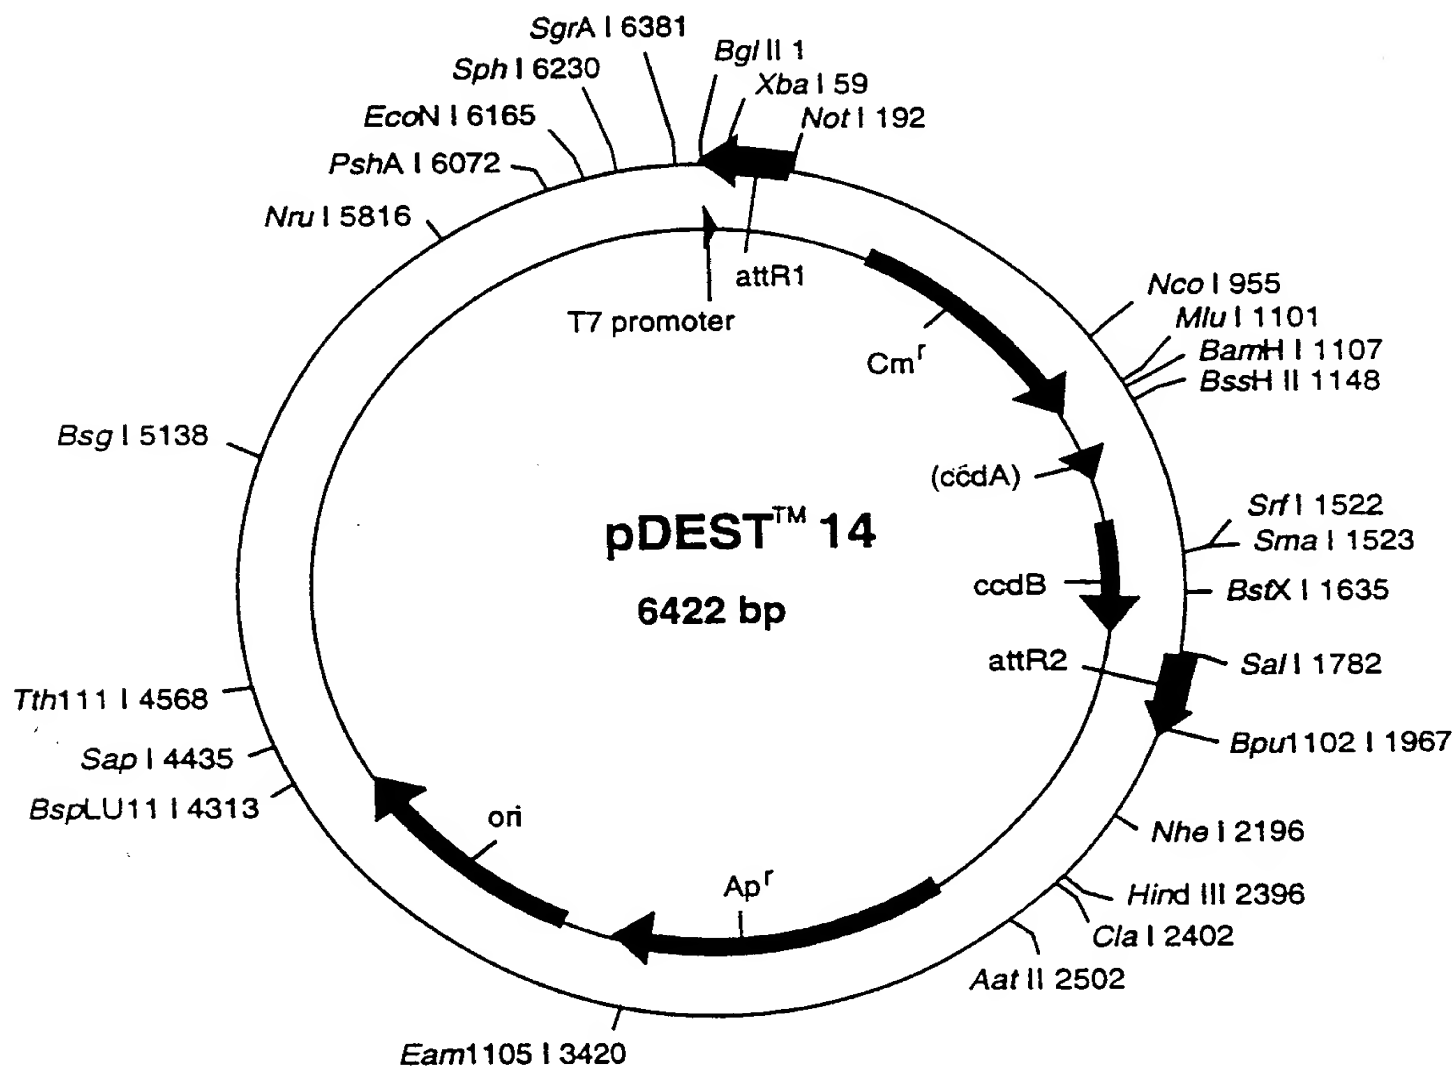 SgrA I 6381
Bgl II 1
Sph I 6230
Xba I 59
EcoN I 6165
Not I 192
PshA I 6072
Nru I 5816
attR1
T7 promoter
Nco I 955
Mlu I 1101
BamH I 1107
BssH II 1148
Cm^r
Bsg I 5138
(ccdA)
pDEST™ 14
6422 bp
Srf I 1522
Sma I 1523
ccdB
BstX I 1635
attR2
Sal I 1782
Tth111 I 4568
Bpu1102 I 1967
Sap I 4435
BspLU11 I 4313
ori
Nhe I 2196
Ap^r
Hind III 2396
Cla I 2402
Aat II 2502
Eam1105 I 3420